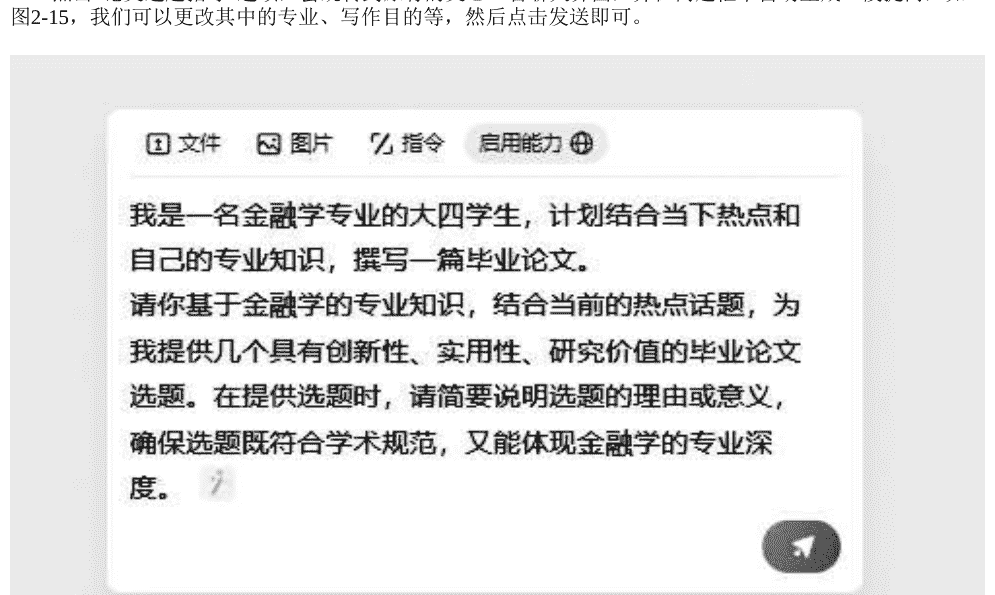 图2-15，我们可以更改其中的专业、写作目的等，然后点击发送即可。
文件 图片 指令 启用能力
我是一名金融学专业的大四学生，计划结合当下热点和
自己的专业知识，撰写一篇毕业论文。
请你基于金融学的专业知识，结合当前的热点话题，为
我提供几个具有创新性、实用性、研究价值的毕业论文
选题。在提供选题时，请简要说明选题的理由或意义，
确保选题既符合学术规范，又能体现金融学的专业深
度。